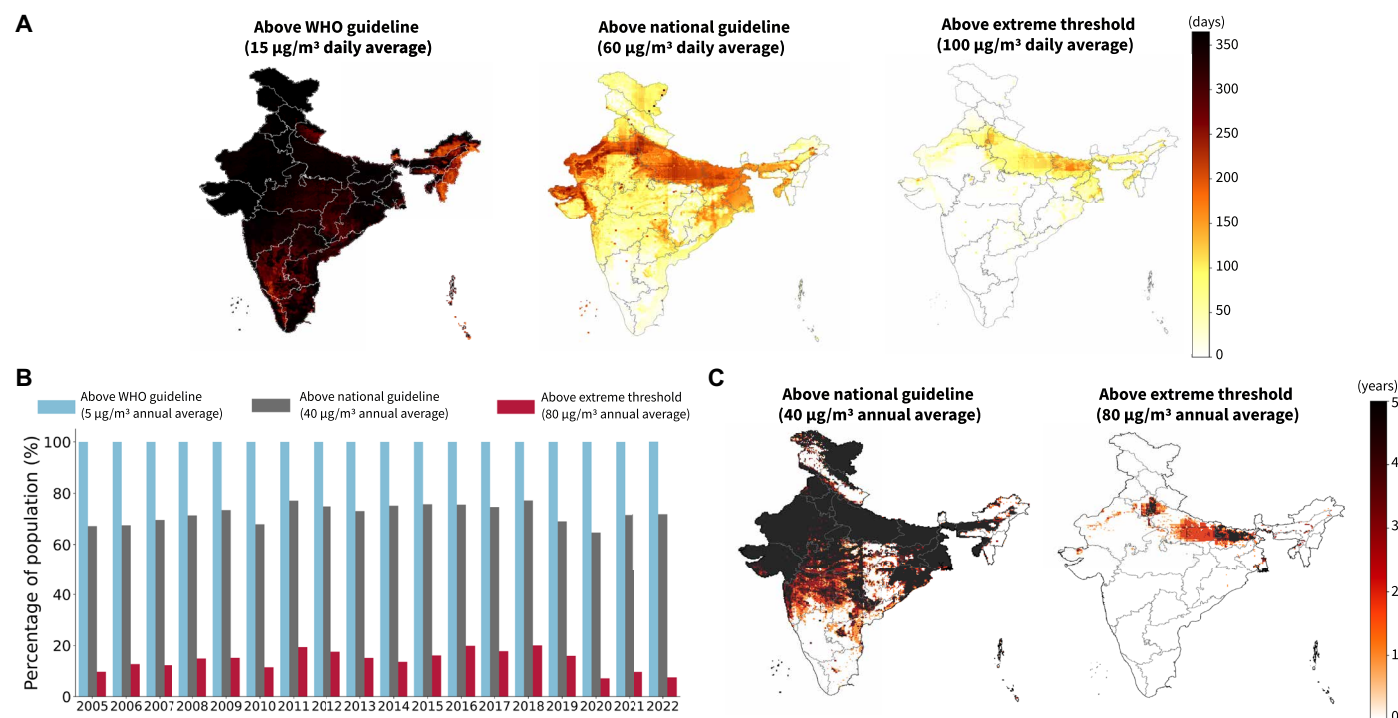 A
Above WHO guideline
(15 µg/m³ daily average)
Above national guideline
(60 µg/m³ daily average)
Above extreme threshold
(100 µg/m³ daily average)
(days)
350
300
250
200
150
100
50
0
B
Above WHO guideline
(5 µg/m³ annual average)
Above national guideline
(40 µg/m³ annual average)
Above extreme threshold
(80 µg/m³ annual average)
Percentage of population (%)
100
80
60
40
20
0
2005 2006 2007 2008 2009 2010 2011 2012 2013 2014 2015 2016 2017 2018 2019 2020 2021 2022
C
Above national guideline
(40 µg/m³ annual average)
Above extreme threshold
(80 µg/m³ annual average)
(years)
5
4
3
2
1
0